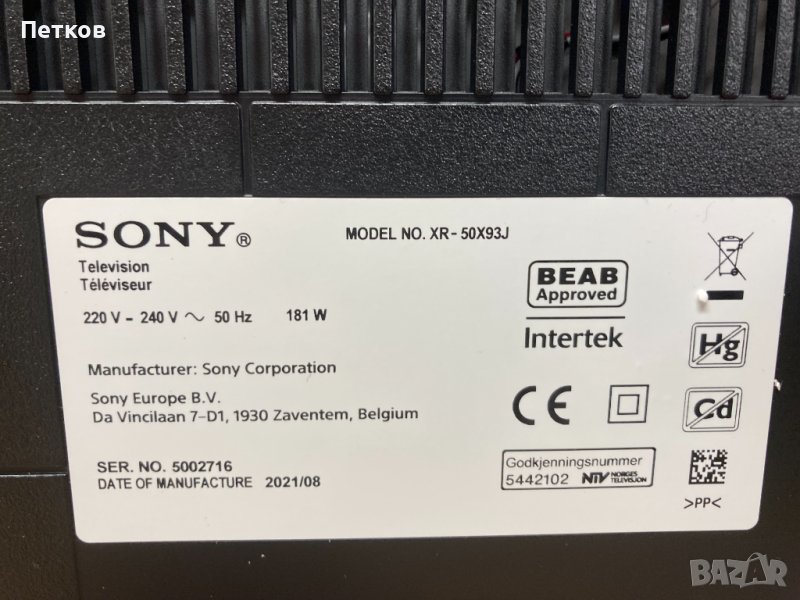 Петков
SONY®
MODEL NO. XR-50X93J
Television
Téléviseur
220 V - 240 V ~ 50 Hz 181 W
BEAB
Approved
Intertek
Manufacturer: Sony Corporation
Sony Europe B.V.
Da Vincilaan 7-D1, 1930 Zaventem, Belgium
Hg
CE
Cd
SER. NO. 5002716
DATE OF MANUFACTURE 2021/08
Godkjenningsnummer
5442102 NTV NORGES TELEVISJON
>PP<
BAZAR